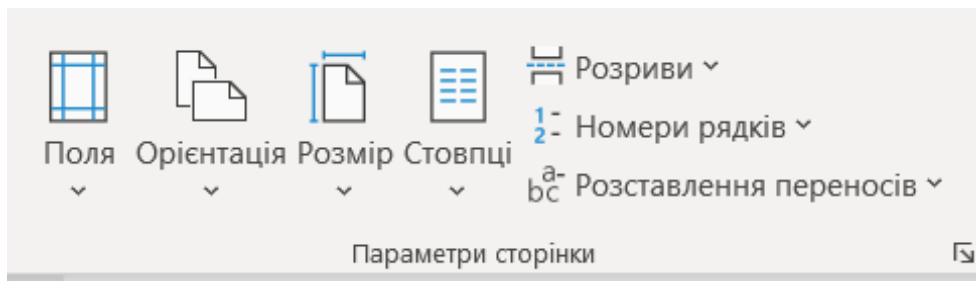 Поля
Орієнтація
Розмір
Стовпці
Розриви
Номери рядків
Розставлення переносів
Параметри сторінки